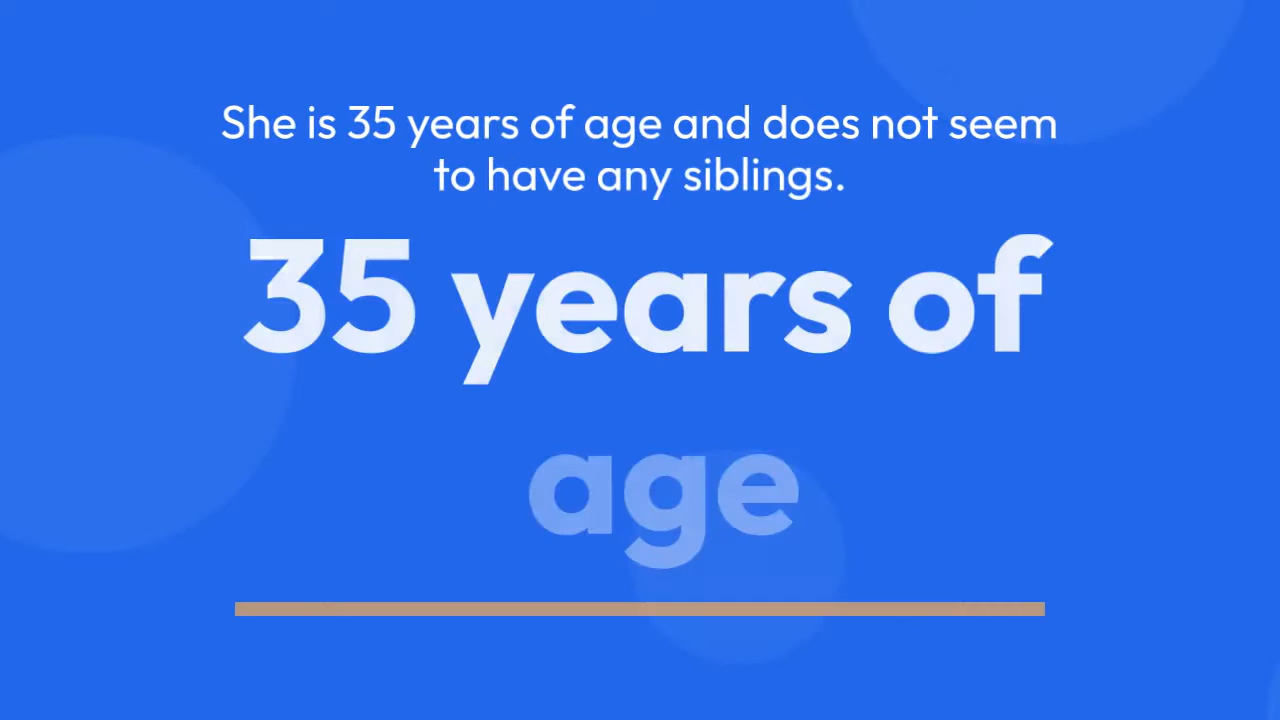 She is 35 years of age and does not seem
to have any siblings.
35 years of
age